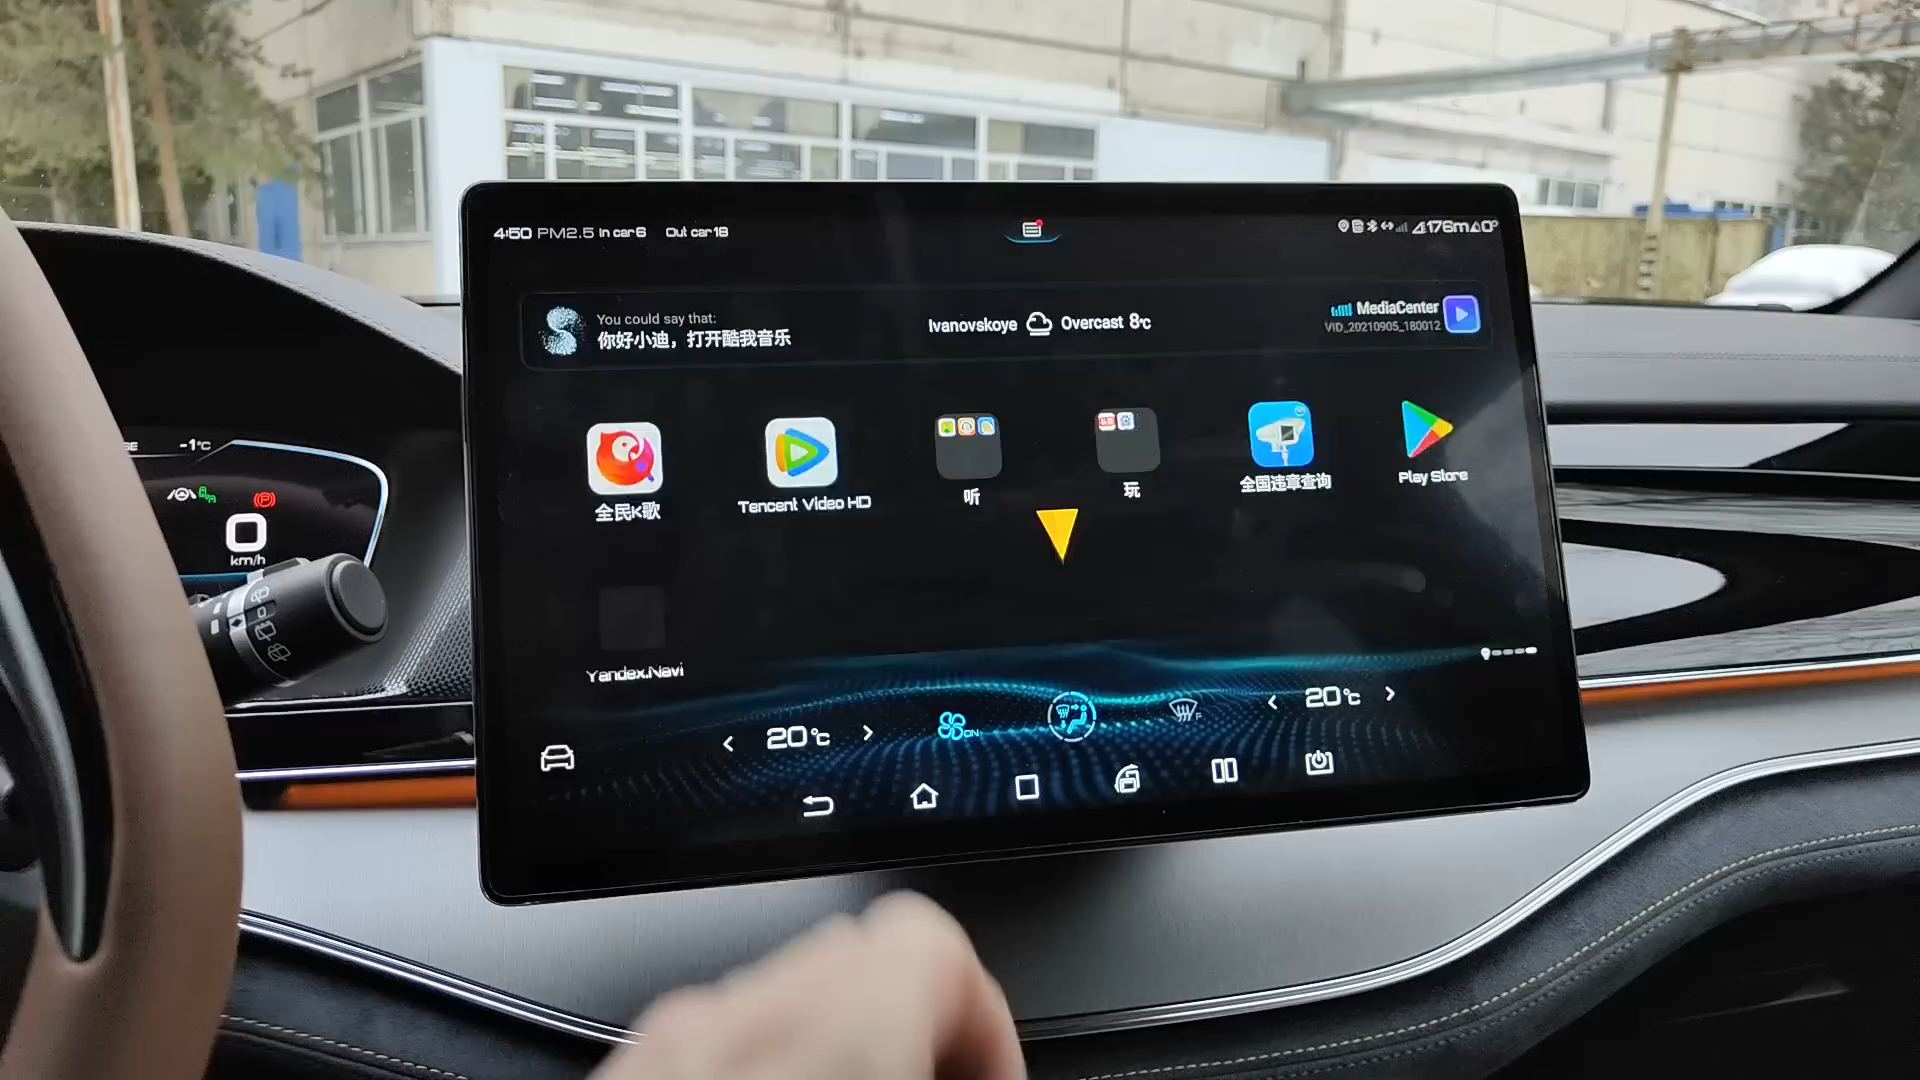 4:50 PM2.5 In car6 Out car18
176m 0°
You could say that:
你好小迪，打开酷我音乐
Ivanovskoye Overcast 8℃
MediaCenter
VID_20210905_180012
全民K歌
Tencent Video HD
听
玩
全国违章查询
Play Store
Yandex.Navi
-1℃
0
km/h
20℃
ON
20℃